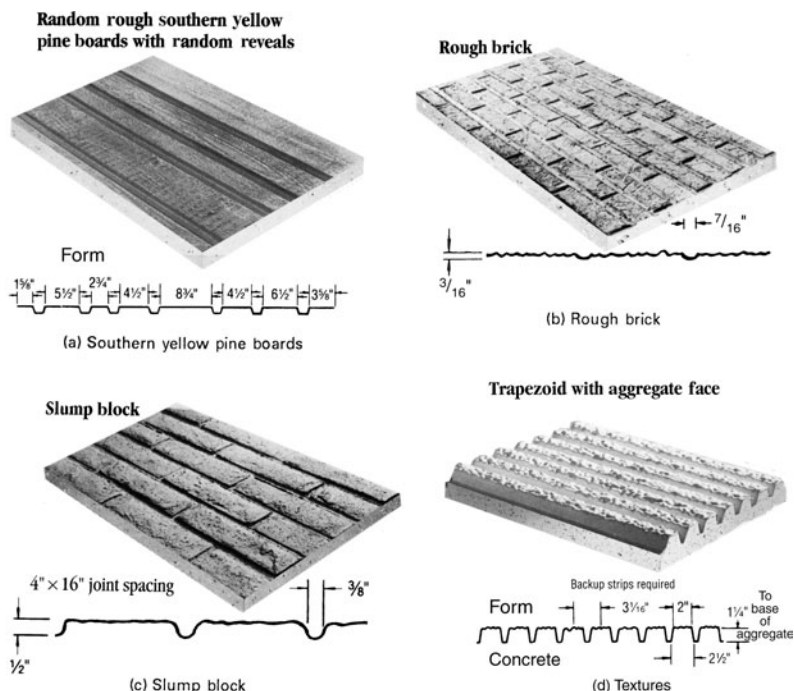 Random rough southern yellow
pine boards with random reveals
Form
1⅝" 5½" 2¾" 4½" 8¾" 4½" 6½" 3⅝"
(a) Southern yellow pine boards
Rough brick
7/16"
3/16"
(b) Rough brick
Slump block
4" × 16" joint spacing
⅜"
½"
(c) Slump block
Trapezoid with aggregate face
Backup strips required
Form
3¹⁄₁₆" 2" 1¼" To
base
of
aggregate
Concrete
2½"
(d) Textures